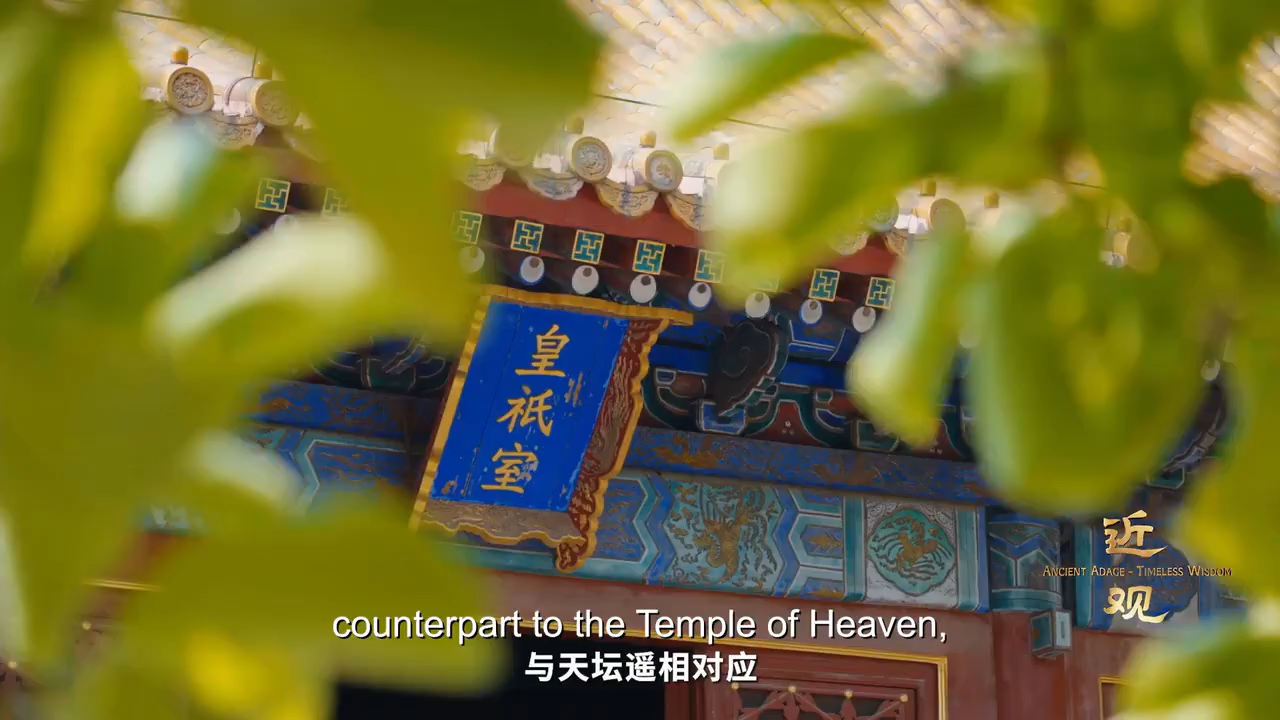 皇
祇
室
近
ANCIENT ADAGE - TIMELESS WISDOM
观
counterpart to the Temple of Heaven,
与天坛遥相对应